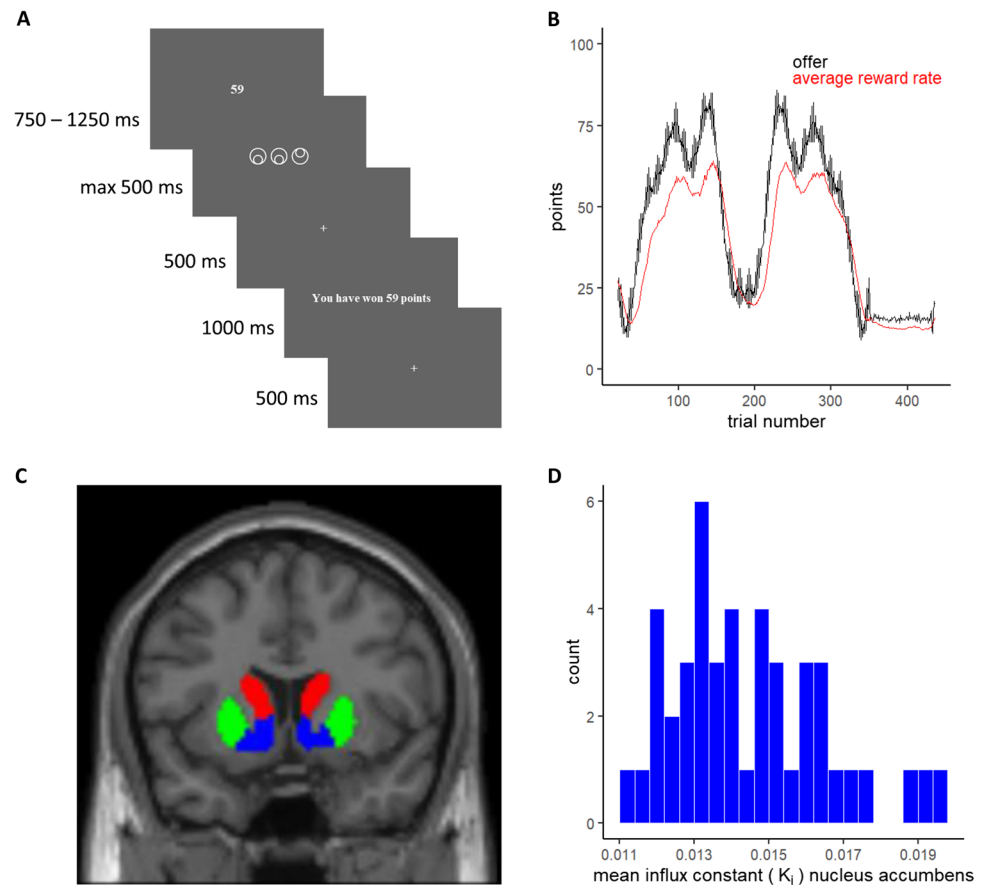 A
59
750 – 1250 ms
max 500 ms
+
500 ms
You have won 59 points
1000 ms
+
500 ms
B
100
75
50
25
0
points
offer
average reward rate
100 200 300 400
trial number
C
D
6
4
2
0
count
0.011 0.013 0.015 0.017 0.019
mean influx constant ( Ki ) nucleus accumbens